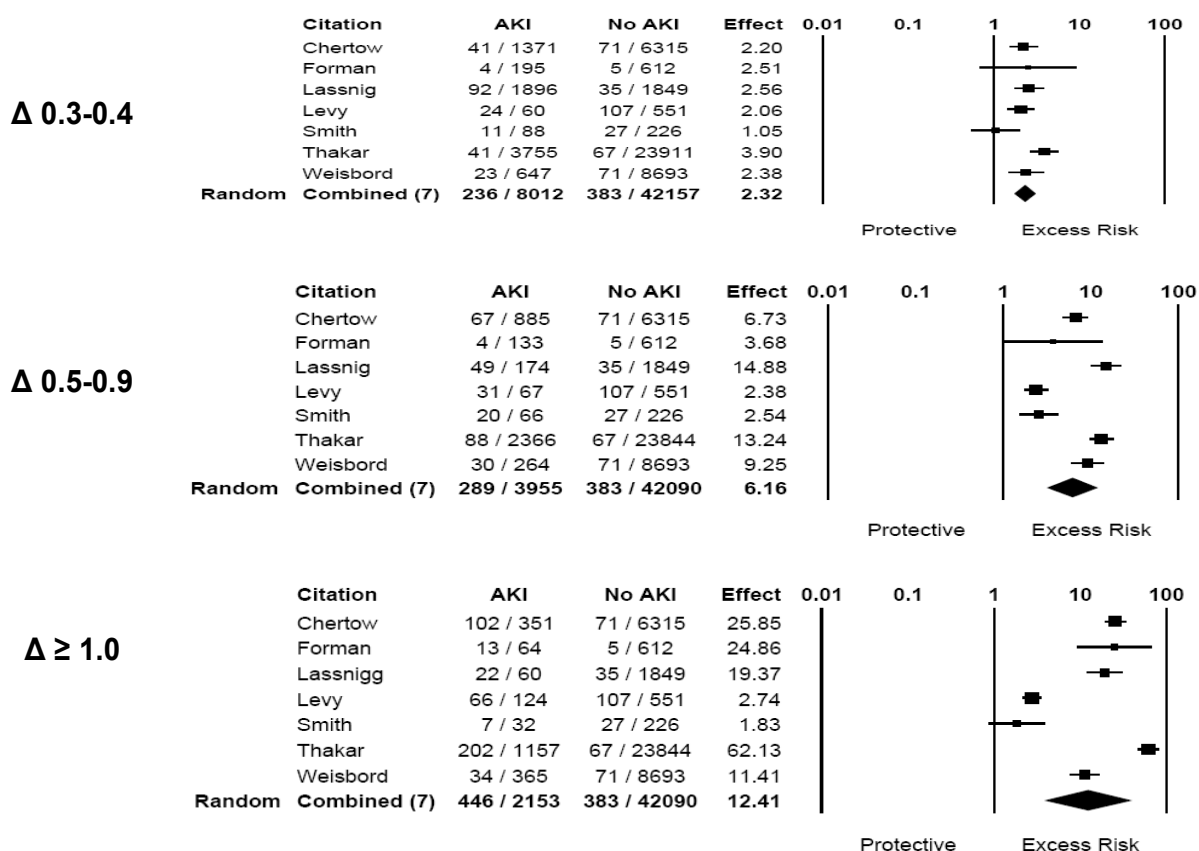 Citation AKI No AKI Effect 0.01 0.1 1 10 100
Chertow 41 / 1371 71 / 6315 2.20
Forman 4 / 195 5 / 612 2.51
Lassnig 92 / 1896 35 / 1849 2.56
Δ 0.3-0.4
Levy 24 / 60 107 / 551 2.06
Smith 11 / 88 27 / 226 1.05
Thakar 41 / 3755 67 / 23911 3.90
Weisbord 23 / 647 71 / 8693 2.38
Random Combined (7) 236 / 8012 383 / 42157 2.32
Protective Excess Risk
Citation AKI No AKI Effect 0.01 0.1 1 10 100
Chertow 67 / 885 71 / 6315 6.73
Forman 4 / 133 5 / 612 3.68
Lassnig 49 / 174 35 / 1849 14.88
Δ 0.5-0.9
Levy 31 / 67 107 / 551 2.38
Smith 20 / 66 27 / 226 2.54
Thakar 88 / 2366 67 / 23844 13.24
Weisbord 30 / 264 71 / 8693 9.25
Random Combined (7) 289 / 3955 383 / 42090 6.16
Protective Excess Risk
Citation AKI No AKI Effect 0.01 0.1 1 10 100
Chertow 102 / 351 71 / 6315 25.85
Δ ≥ 1.0
Forman 13 / 64 5 / 612 24.86
Lassnigg 22 / 60 35 / 1849 19.37
Levy 66 / 124 107 / 551 2.74
Smith 7 / 32 27 / 226 1.83
Thakar 202 / 1157 67 / 23844 62.13
Weisbord 34 / 365 71 / 8693 11.41
Random Combined (7) 446 / 2153 383 / 42090 12.41
Protective Excess Risk